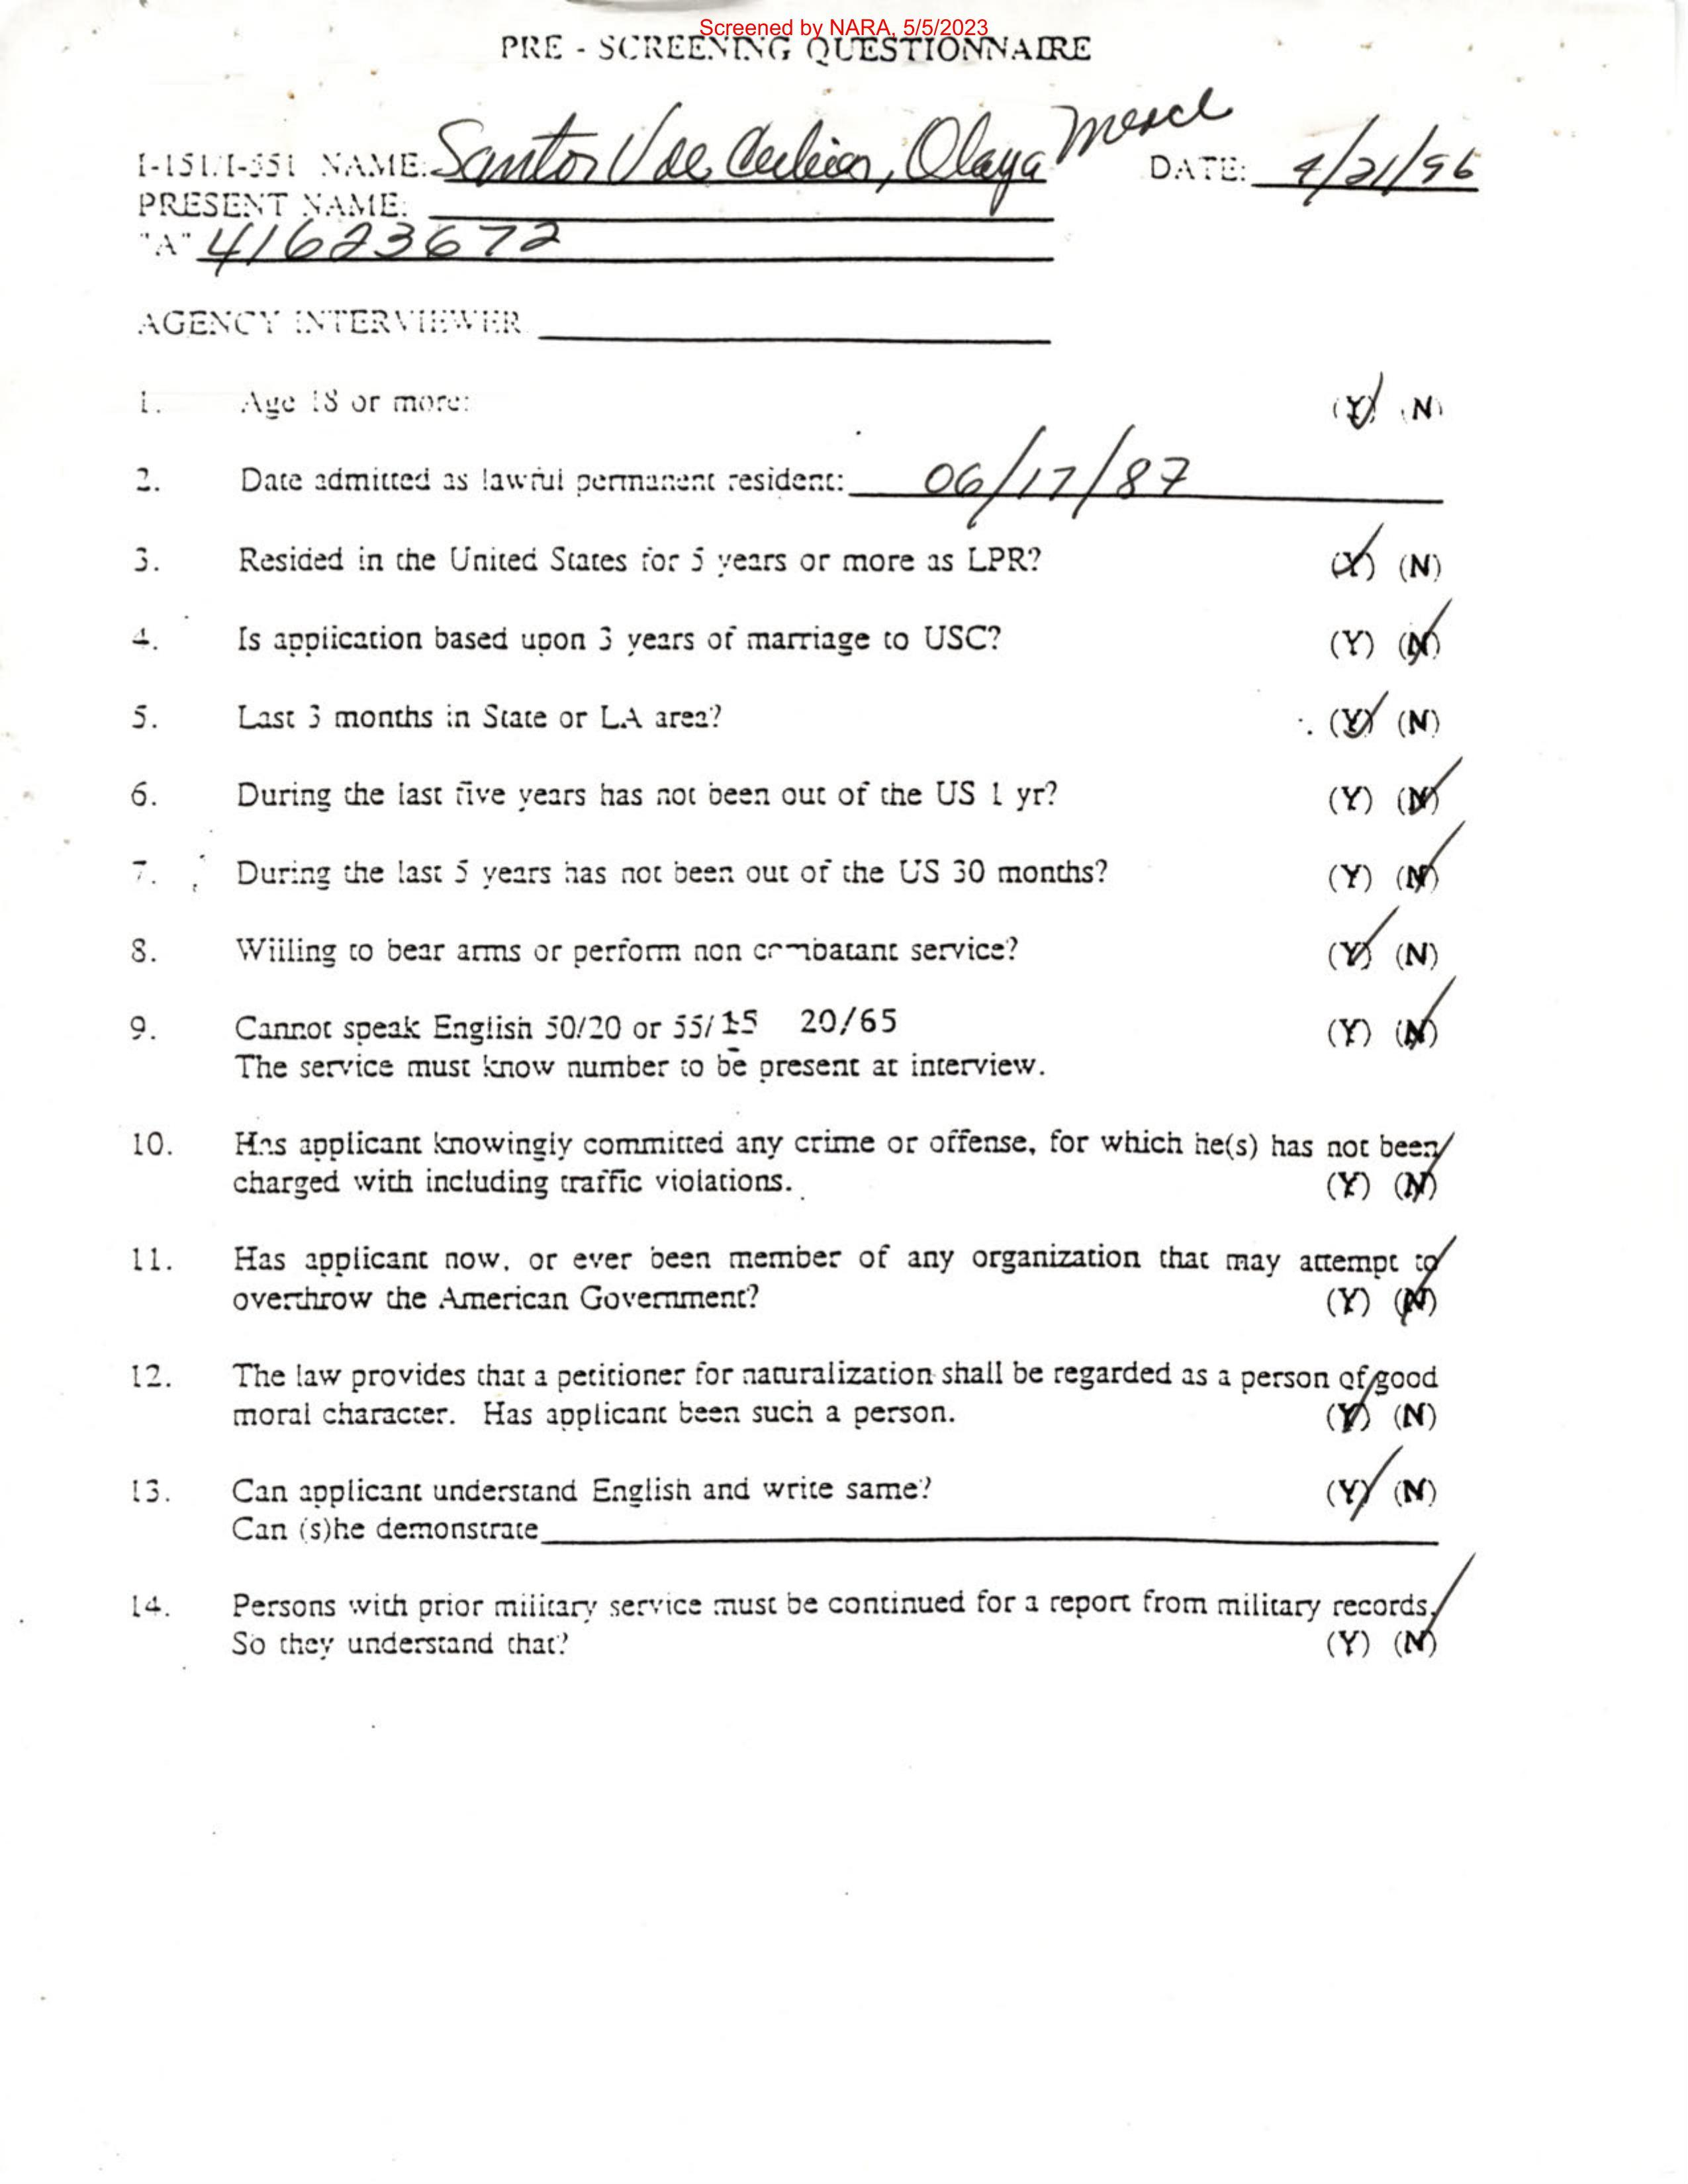 Screened by NARA, 5/5/2023
PRE - SCREENING QUESTIONNAIRE
I-151/I-551 NAME: Santos V de, Olaya DATE: 4/21/96
PRESENT NAME:
"A" 41623672
AGENCY INTERVIEWER
1. Age 18 or more: (Y) (N)
2. Date admitted as lawful permanent resident: 06/17/87
3. Resided in the United States for 5 years or more as LPR? (Y) (N)
4. Is application based upon 3 years of marriage to USC? (Y) (N)
5. Last 3 months in State or LA area? (Y) (N)
6. During the last five years has not been out of the US 1 yr? (Y) (N)
7. During the last 5 years has not been out of the US 30 months? (Y) (N)
8. Willing to bear arms or perform non combatant service? (Y) (N)
9. Cannot speak English 50/20 or 55/15 20/65 (Y) (N)
The service must know number to be present at interview.
10. Has applicant knowingly committed any crime or offense, for which he(s) has not been
charged with including traffic violations. (Y) (N)
11. Has applicant now, or ever been member of any organization that may attempt to
overthrow the American Government? (Y) (N)
12. The law provides that a petitioner for naturalization shall be regarded as a person of good
moral character. Has applicant been such a person. (Y) (N)
13. Can applicant understand English and write same? (Y) (N)
Can (s)he demonstrate
14. Persons with prior military service must be continued for a report from military records.
So they understand that? (Y) (N)